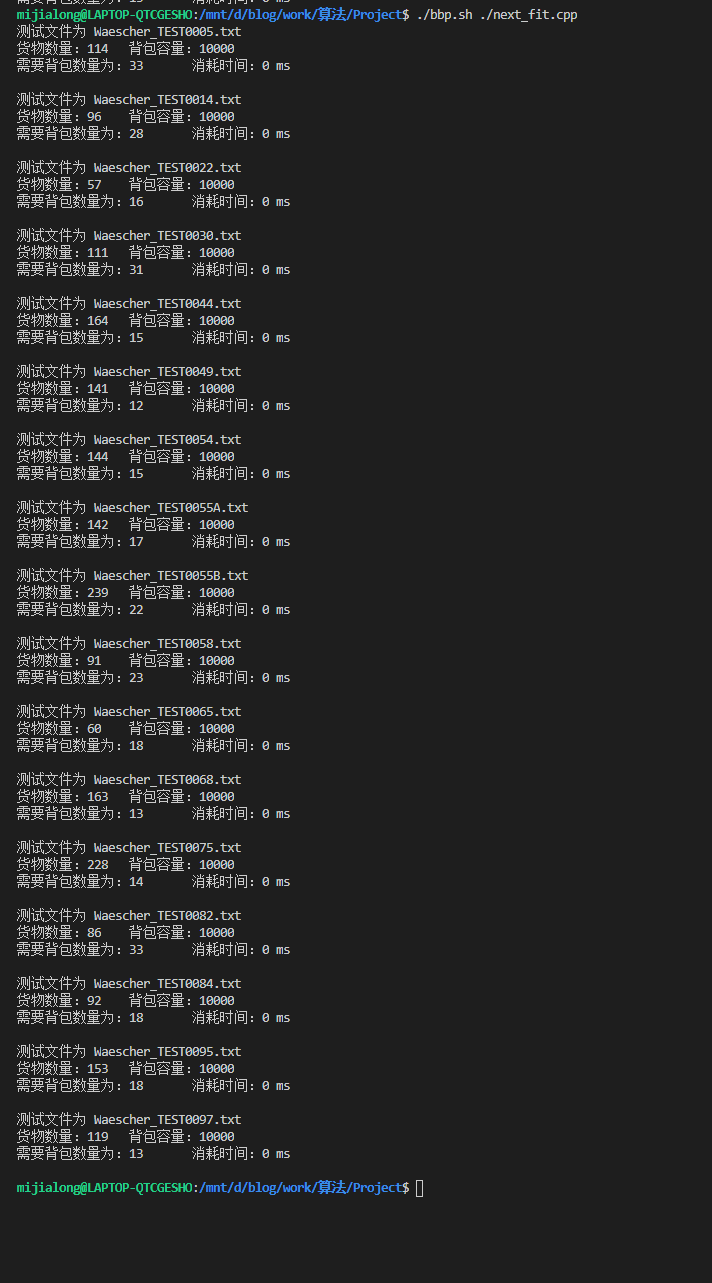 mijialong@LAPTOP-QTCGESHO:/mnt/d/blog/work/算法/Project$ ./bbp.sh ./next_fit.cpp
测试文件为 Waescher_TEST0005.txt
货物数量: 114 背包容量: 10000
需要背包数量为: 33 消耗时间: 0 ms
测试文件为 Waescher_TEST0014.txt
货物数量: 96 背包容量: 10000
需要背包数量为: 28 消耗时间: 0 ms
测试文件为 Waescher_TEST0022.txt
货物数量: 57 背包容量: 10000
需要背包数量为: 16 消耗时间: 0 ms
测试文件为 Waescher_TEST0030.txt
货物数量: 111 背包容量: 10000
需要背包数量为: 31 消耗时间: 0 ms
测试文件为 Waescher_TEST0044.txt
货物数量: 164 背包容量: 10000
需要背包数量为: 15 消耗时间: 0 ms
测试文件为 Waescher_TEST0049.txt
货物数量: 141 背包容量: 10000
需要背包数量为: 12 消耗时间: 0 ms
测试文件为 Waescher_TEST0054.txt
货物数量: 144 背包容量: 10000
需要背包数量为: 15 消耗时间: 0 ms
测试文件为 Waescher_TEST0055A.txt
货物数量: 142 背包容量: 10000
需要背包数量为: 17 消耗时间: 0 ms
测试文件为 Waescher_TEST0055B.txt
货物数量: 239 背包容量: 10000
需要背包数量为: 22 消耗时间: 0 ms
测试文件为 Waescher_TEST0058.txt
货物数量: 91 背包容量: 10000
需要背包数量为: 23 消耗时间: 0 ms
测试文件为 Waescher_TEST0065.txt
货物数量: 60 背包容量: 10000
需要背包数量为: 18 消耗时间: 0 ms
测试文件为 Waescher_TEST0068.txt
货物数量: 163 背包容量: 10000
需要背包数量为: 13 消耗时间: 0 ms
测试文件为 Waescher_TEST0075.txt
货物数量: 228 背包容量: 10000
需要背包数量为: 14 消耗时间: 0 ms
测试文件为 Waescher_TEST0082.txt
货物数量: 86 背包容量: 10000
需要背包数量为: 33 消耗时间: 0 ms
测试文件为 Waescher_TEST0084.txt
货物数量: 92 背包容量: 10000
需要背包数量为: 18 消耗时间: 0 ms
测试文件为 Waescher_TEST0095.txt
货物数量: 153 背包容量: 10000
需要背包数量为: 18 消耗时间: 0 ms
测试文件为 Waescher_TEST0097.txt
货物数量: 119 背包容量: 10000
需要背包数量为: 13 消耗时间: 0 ms
mijialong@LAPTOP-QTCGESHO:/mnt/d/blog/work/算法/Project$